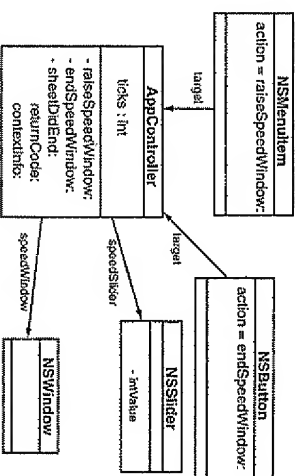 NSMenuItem
action = raiseSpeedWindow:
target
AppController
ticks : int
- raiseSpeedWindow:
- endSpeedWindow:
- sheetDidEnd:
returnCode:
contextInfo:
NSButton
action = endSpeedWindow:
target
speedSlider
NSSlider
- intValue
speedWindow
NSWindow